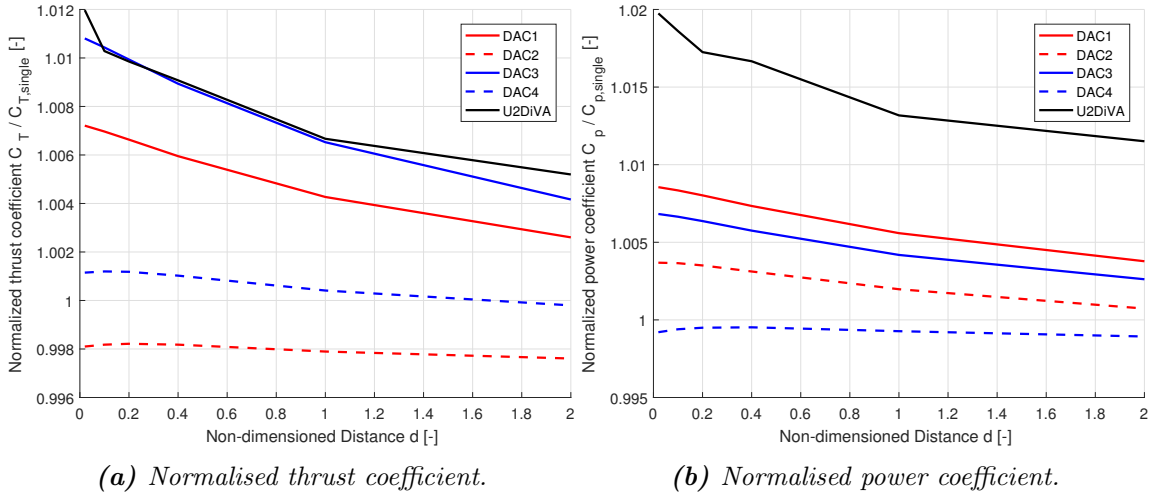 1.012
1.01
1.008
1.006
1.004
1.002
1
0.998
0.996
Normalized thrust coefficient C_T / C_{T,single} [-]
DAC1
DAC2
DAC3
DAC4
U2DiVA
0 0.2 0.4 0.6 0.8 1 1.2 1.4 1.6 1.8 2
Non-dimensioned Distance d [-]
(a) Normalised thrust coefficient.
1.02
1.015
1.01
1.005
1
0.995
Normalized power coefficient C_p / C_{p,single} [-]
DAC1
DAC2
DAC3
DAC4
U2DiVA
0 0.2 0.4 0.6 0.8 1 1.2 1.4 1.6 1.8 2
Non-dimensioned Distance d [-]
(b) Normalised power coefficient.